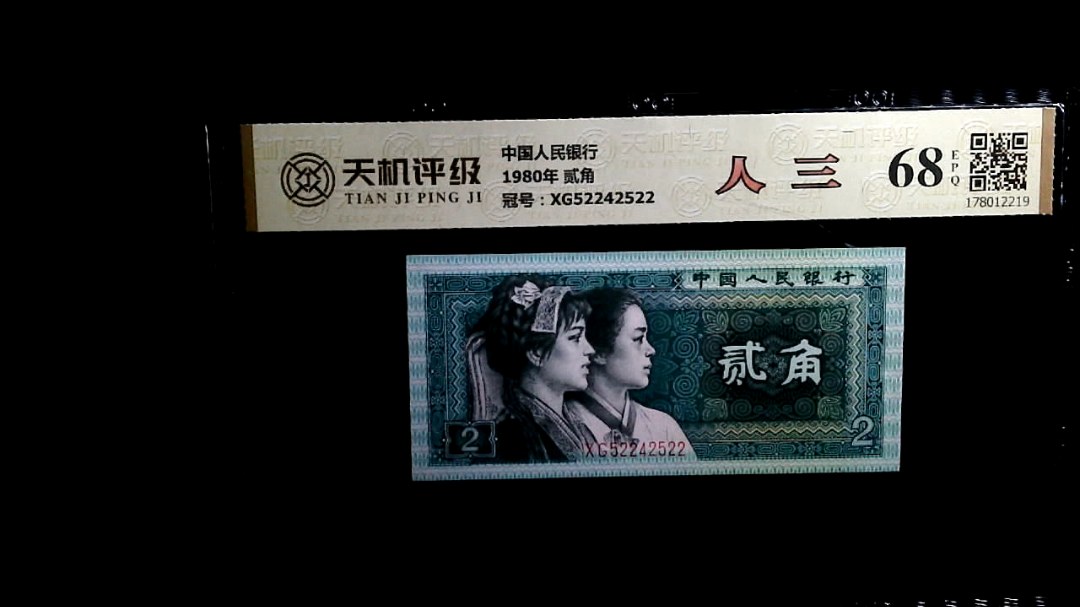 天机评级
TIAN JI PING JI
中国人民银行
1980年 贰角
冠号：XG52242522
人三
68
EPQ
178012219
中国人民银行
贰角
2
XG52242522
2